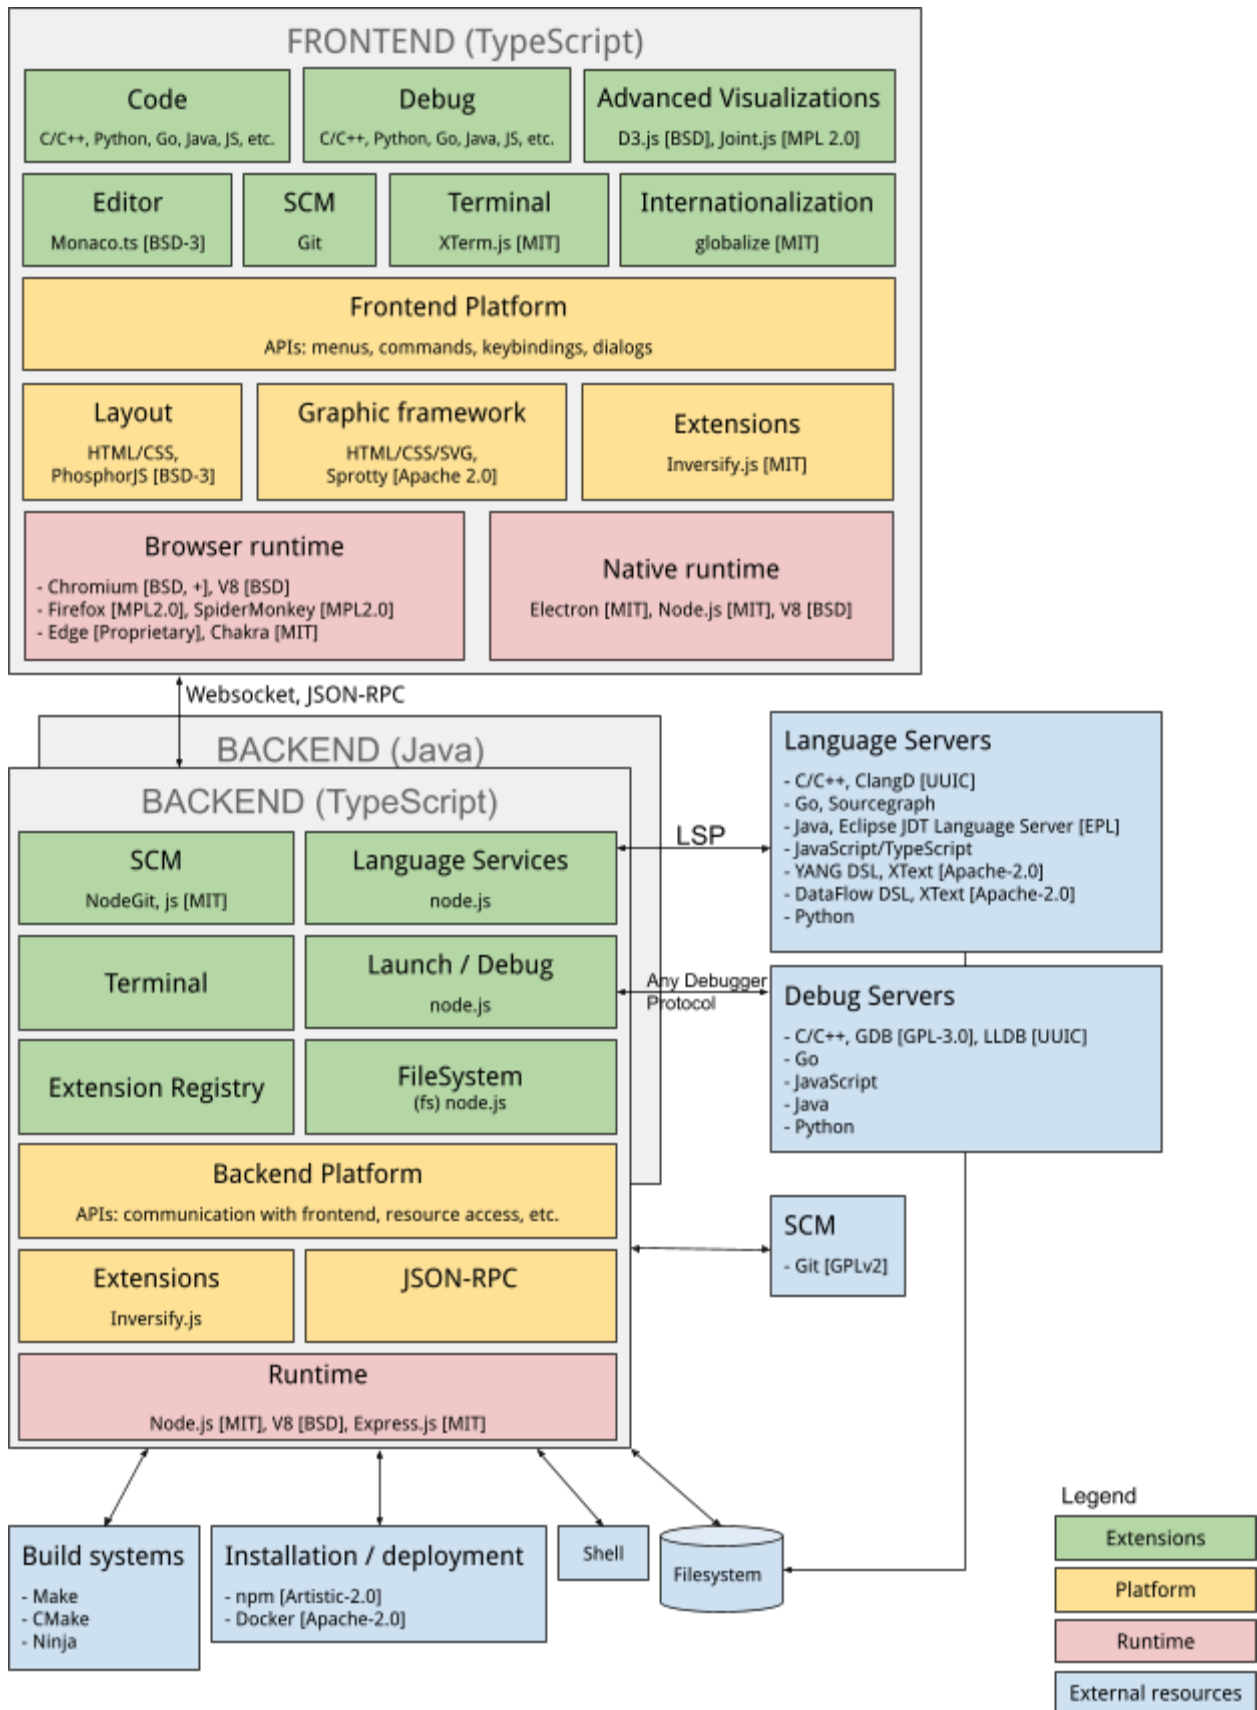 FRONTEND (TypeScript)
Code
C/C++, Python, Go, Java, JS, etc.
Debug
C/C++, Python, Go, Java, JS, etc.
Advanced Visualizations
D3.js [BSD], Joint.js [MPL 2.0]
Editor
Monaco.ts [BSD-3]
SCM
Git
Terminal
XTerm.js [MIT]
Internationalization
globalize [MIT]
Frontend Platform
APIs: menus, commands, keybindings, dialogs
Layout
HTML/CSS,
PhosphorJS [BSD-3]
Graphic framework
HTML/CSS/SVG,
Sprotty [Apache 2.0]
Extensions
Inversify.js [MIT]
Browser runtime
- Chromium [BSD, +], V8 [BSD]
- Firefox [MPL2.0], SpiderMonkey [MPL2.0]
- Edge [Proprietary], Chakra [MIT]
Native runtime
Electron [MIT], Node.js [MIT], V8 [BSD]
Websocket, JSON-RPC
BACKEND (Java)
BACKEND (TypeScript)
SCM
NodeGit, js [MIT]
Language Services
node.js
Terminal
Launch / Debug
node.js
Extension Registry
FileSystem
(fs) node.js
Backend Platform
APIs: communication with frontend, resource access, etc.
Extensions
Inversify.js
JSON-RPC
Runtime
Node.js [MIT], V8 [BSD], Express.js [MIT]
LSP
Any Debugger
Protocol
Language Servers
- C/C++, ClangD [UUIC]
- Go, Sourcegraph
- Java, Eclipse JDT Language Server [EPL]
- JavaScript/TypeScript
- YANG DSL, XText [Apache-2.0]
- DataFlow DSL, XText [Apache-2.0]
- Python
Debug Servers
- C/C++, GDB [GPL-3.0], LLDB [UUIC]
- Go
- JavaScript
- Java
- Python
SCM
- Git [GPLv2]
Build systems
- Make
- CMake
- Ninja
Installation / deployment
- npm [Artistic-2.0]
- Docker [Apache-2.0]
Shell
Filesystem
Legend
Extensions
Platform
Runtime
External resources